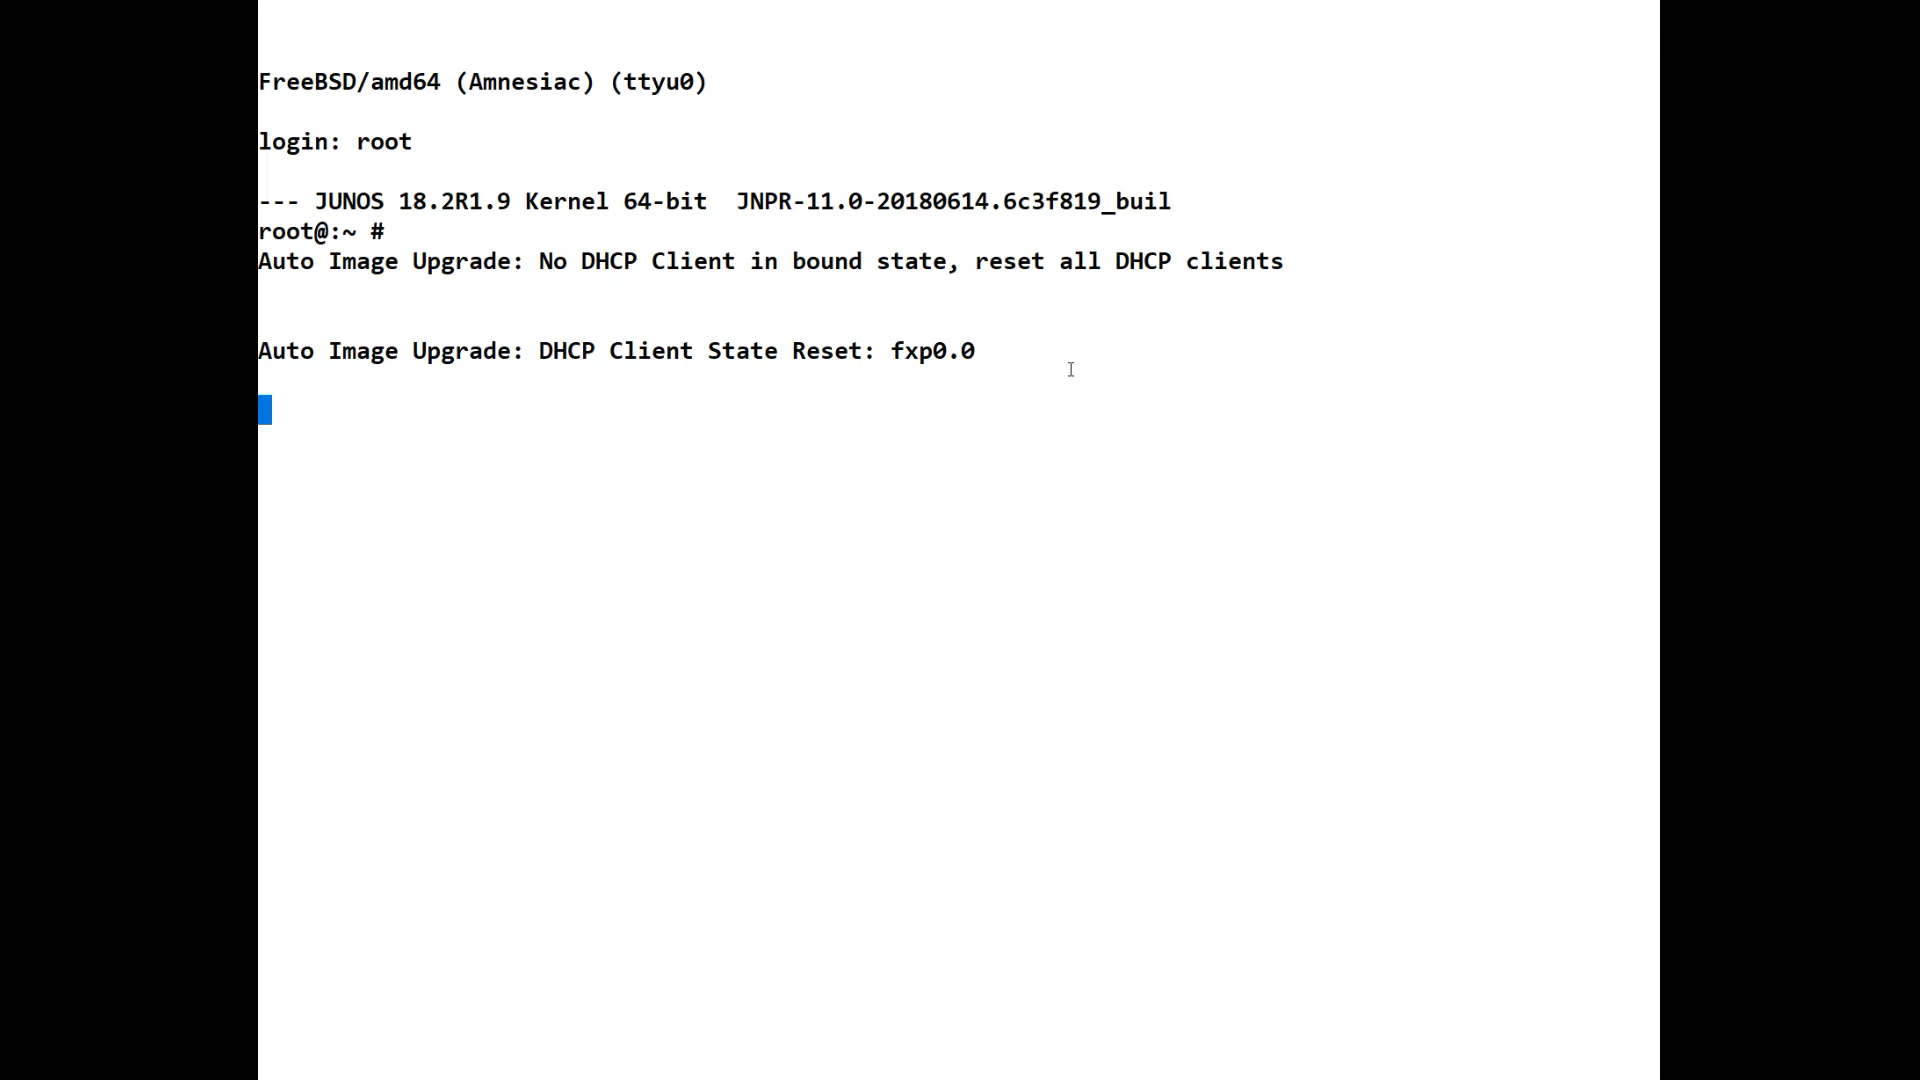 FreeBSD/amd64 (Amnesiac) (ttyu0)
login: root
--- JUNOS 18.2R1.9 Kernel 64-bit  JNPR-11.0-20180614.6c3f819_buil
root@:~ #
Auto Image Upgrade: No DHCP Client in bound state, reset all DHCP clients
Auto Image Upgrade: DHCP Client State Reset: fxp0.0